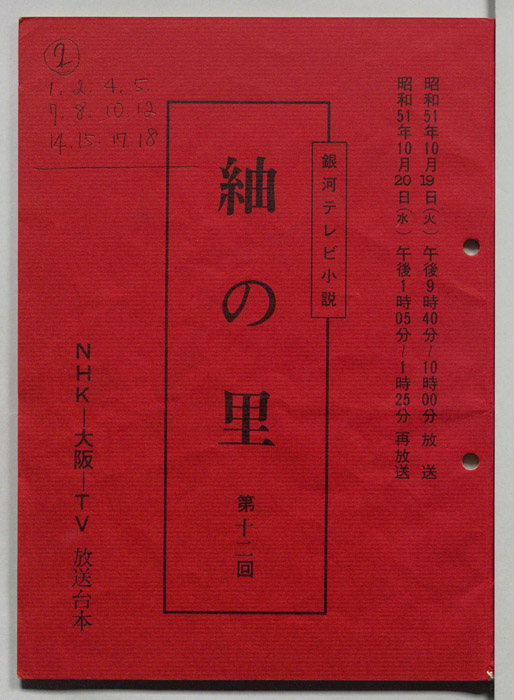 ②
1, 2, 4, 5
7, 8, 10, 12
14, 15, 17, 18
昭和51年10月19日(火) 午後9時40分~10時00分 放送
昭和51年10月20日(水) 午後1時05分~1時25分 再放送
銀河テレビ小説
紬の里
第十二回
NHK―大阪―TV 放送台本